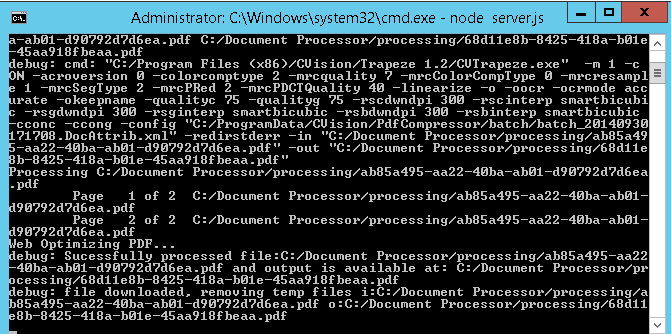 Administrator: C:\Windows\system32\cmd.exe - node server.js
a-ab01-d90792d7d6ea.pdf C:/Document Processor/processing/68d11e8b-8425-418a-b01e
-45aa918fbeaa.pdf
debug: cmd: "C:/Program Files (x86)/CVision/Trapeze 1.2/CVTrapeze.exe"  -m 1 -c
ON -acroversion 0 -colorcomptype 2 -mrcquality 7 -mrcColorCompType 0 -mrcresampl
e 1 -mrcSegType 2 -mrcPRed 2 -mrcPDCTQuality 40 -linearize -o -oocr -ocrmode acc
urate -okeepname -qualityc 75 -qualityg 75 -rscdwndpi 300 -rscinterp smartbicubi
c -rsgdwndpi 300 -rsginterp smartbicubic -rsbdwndpi 300 -rsbinterp smartbicubic
-ccone -ccong -config "C:/ProgramData/CVision/PdfCompressor/batch/batch_20140930
171708.DocAttrib.xml" -redirstderr -in "C:/Document Processor/processing/ab85a49
5-aa22-40ba-ab01-d90792d7d6ea.pdf" -out "C:/Document Processor/processing/68d11e
8b-8425-418a-b01e-45aa918fbeaa.pdf"
Processing C:/Document Processor/processing/ab85a495-aa22-40ba-ab01-d90792d7d6ea
.pdf
Page   1 of 2  C:/Document Processor/processing/ab85a495-aa22-40ba-ab01-
d90792d7d6ea.pdf
Page   2 of 2  C:/Document Processor/processing/ab85a495-aa22-40ba-ab01-
d90792d7d6ea.pdf
Web Optimizing PDF...
debug: Sucessfully processed file:C:/Document Processor/processing/ab85a495-aa22
-40ba-ab01-d90792d7d6ea.pdf and output is available at: C:/Document Processor/pr
ocessing/68d11e8b-8425-418a-b01e-45aa918fbeaa.pdf
debug: file downloaded, removing temp files i:C:/Document Processor/processing/a
b85a495-aa22-40ba-ab01-d90792d7d6ea.pdf o:C:/Document Processor/processing/68d11
e8b-8425-418a-b01e-45aa918fbeaa.pdf